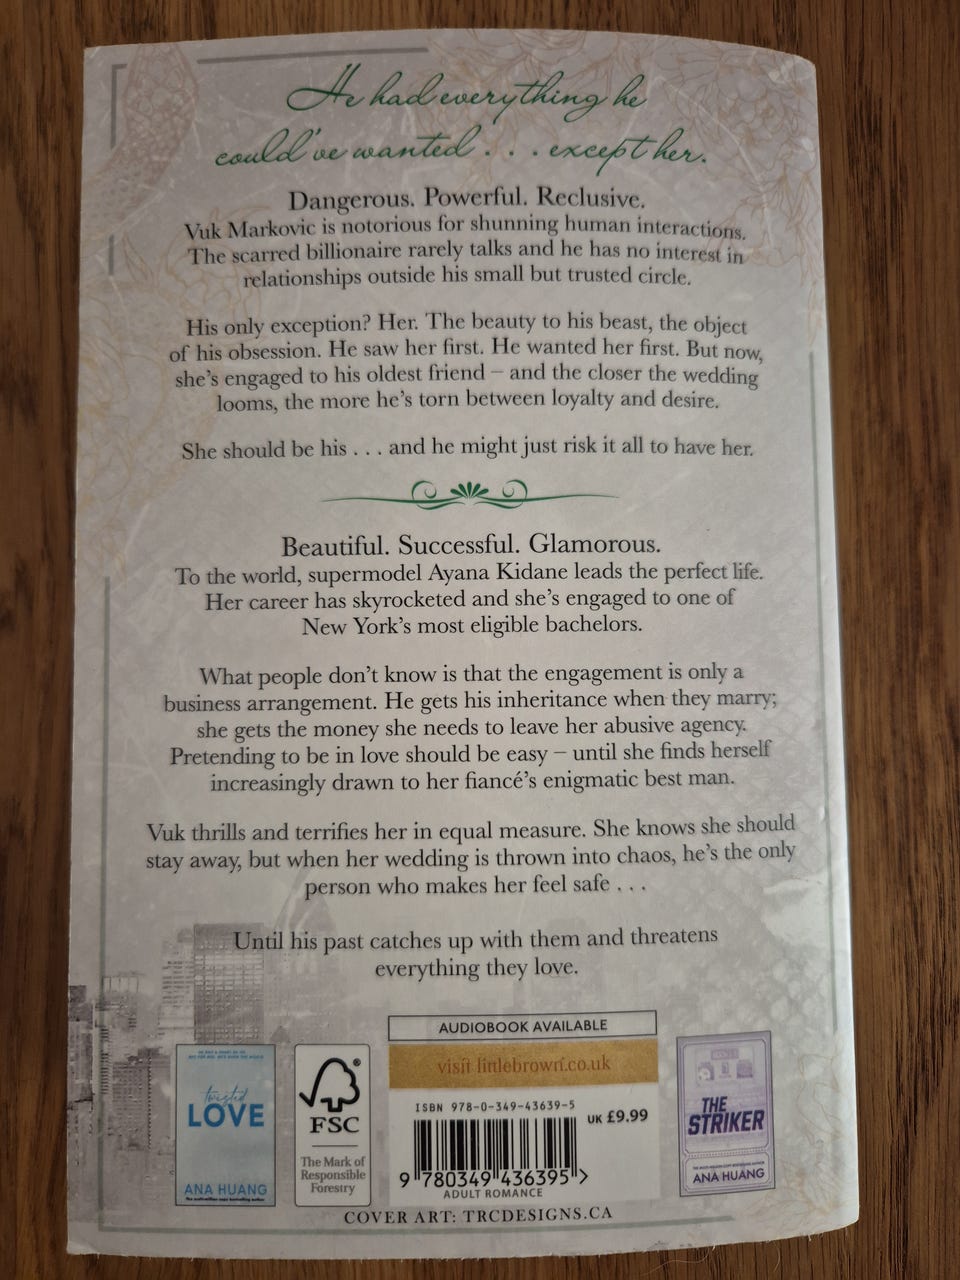 He had everything he
could've wanted . . . except her.
Dangerous. Powerful. Reclusive.
Vuk Markovic is notorious for shunning human interactions.
The scarred billionaire rarely talks and he has no interest in
relationships outside his small but trusted circle.
His only exception? Her. The beauty to his beast, the object
of his obsession. He saw her first. He wanted her first. But now,
she's engaged to his oldest friend – and the closer the wedding
looms, the more he's torn between loyalty and desire.
She should be his . . . and he might just risk it all to have her.
Beautiful. Successful. Glamorous.
To the world, supermodel Ayana Kidane leads the perfect life.
Her career has skyrocketed and she's engaged to one of
New York's most eligible bachelors.
What people don't know is that the engagement is only a
business arrangement. He gets his inheritance when they marry;
she gets the money she needs to leave her abusive agency.
Pretending to be in love should be easy – until she finds herself
increasingly drawn to her fiancé's enigmatic best man.
Vuk thrills and terrifies her in equal measure. She knows she should
stay away, but when her wedding is thrown into chaos, he's the only
person who makes her feel safe . . .
Until his past catches up with them and threatens
everything they love.
AUDIOBOOK AVAILABLE
visit littlebrown.co.uk
ISBN 978-0-349-43639-5
UK £9.99
9 780349 436395 >
ADULT ROMANCE
twisted
LOVE
ANA HUANG
FSC
®
The Mark of
Responsible
Forestry
THE
STRIKER
ANA HUANG
COVER ART: TRCDESIGNS.CA